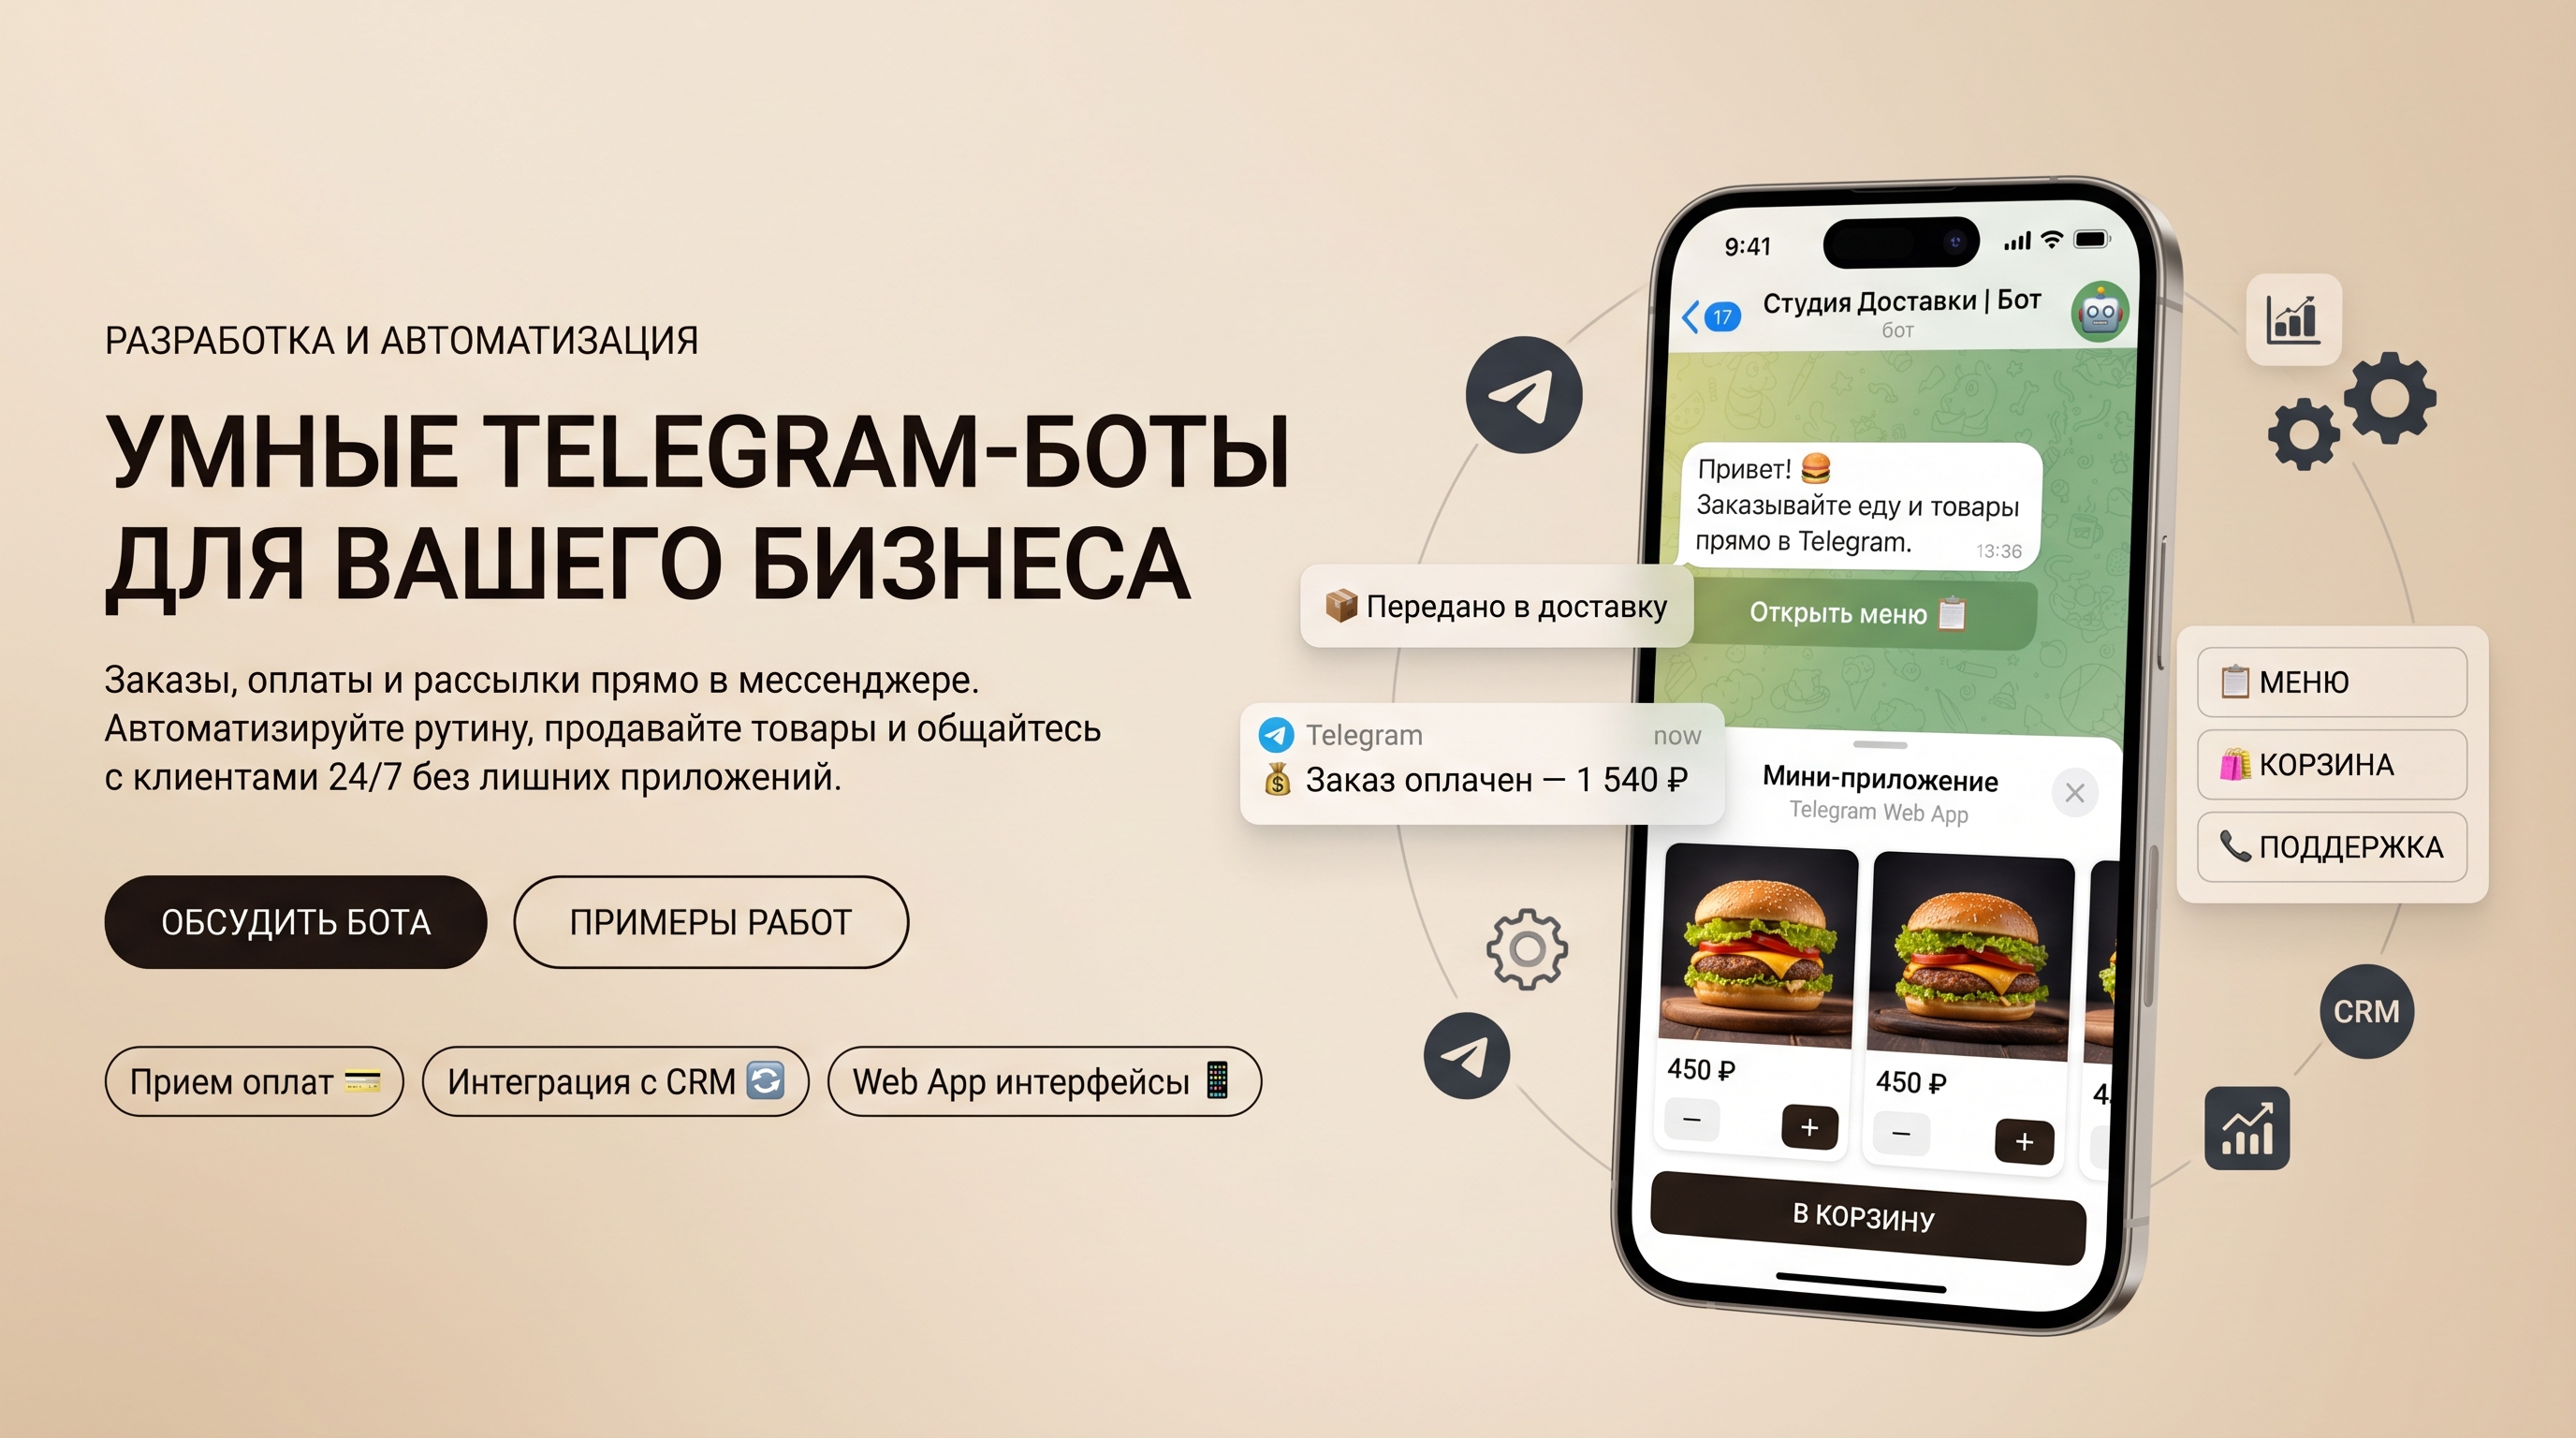 РАЗРАБОТКА И АВТОМАТИЗАЦИЯ
УМНЫЕ TELEGRAM-БОТЫ
ДЛЯ ВАШЕГО БИЗНЕСА
Заказы, оплаты и рассылки прямо в мессенджере.
Автоматизируйте рутину, продавайте товары и общайтесь
с клиентами 24/7 без лишних приложений.
ОБСУДИТЬ БОТА
ПРИМЕРЫ РАБОТ
Прием оплат 💳
Интеграция с CRM 🔄
Web App интерфейсы 📱
9:41
17
Студия Доставки | Бот
бот
Привет! 🍔
Заказывайте еду и товары
прямо в Telegram.
13:36
📦 Передано в доставку
Открыть меню 📋
Telegram
now
💰 Заказ оплачен — 1 540 ₽
Мини-приложение
Telegram Web App
450 ₽
− +
450 ₽
− +
В КОРЗИНУ
📋 МЕНЮ
🛍️ КОРЗИНА
📞 ПОДДЕРЖКА
CRM